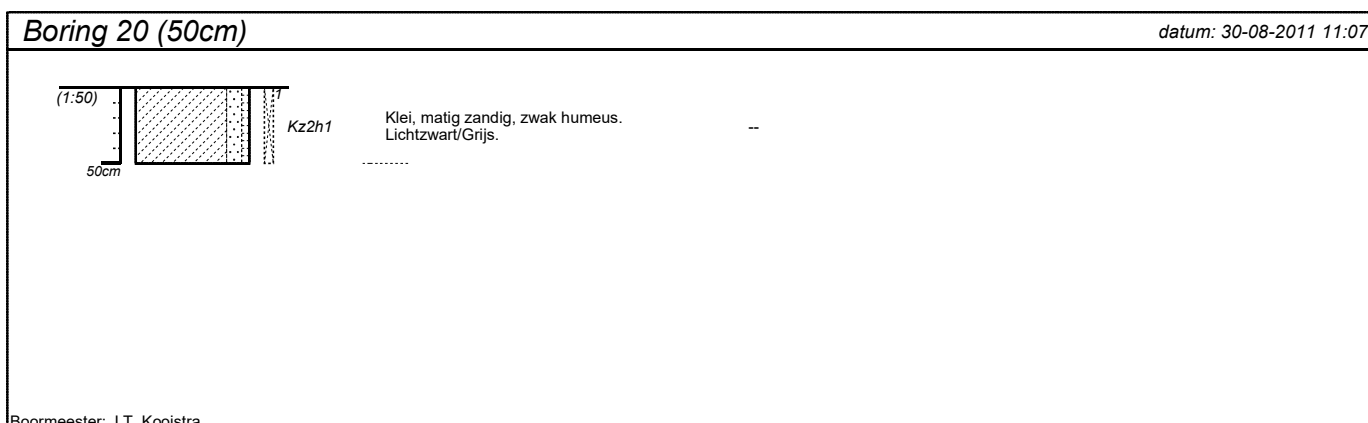 Boring 20 (50cm)
datum: 30-08-2011 11:07
(1:50)
1
Kz2h1
Klei, matig zandig, zwak humeus.
Lichtzwart/Grijs.
--
50cm
Boormeester: J.T. Kooistra